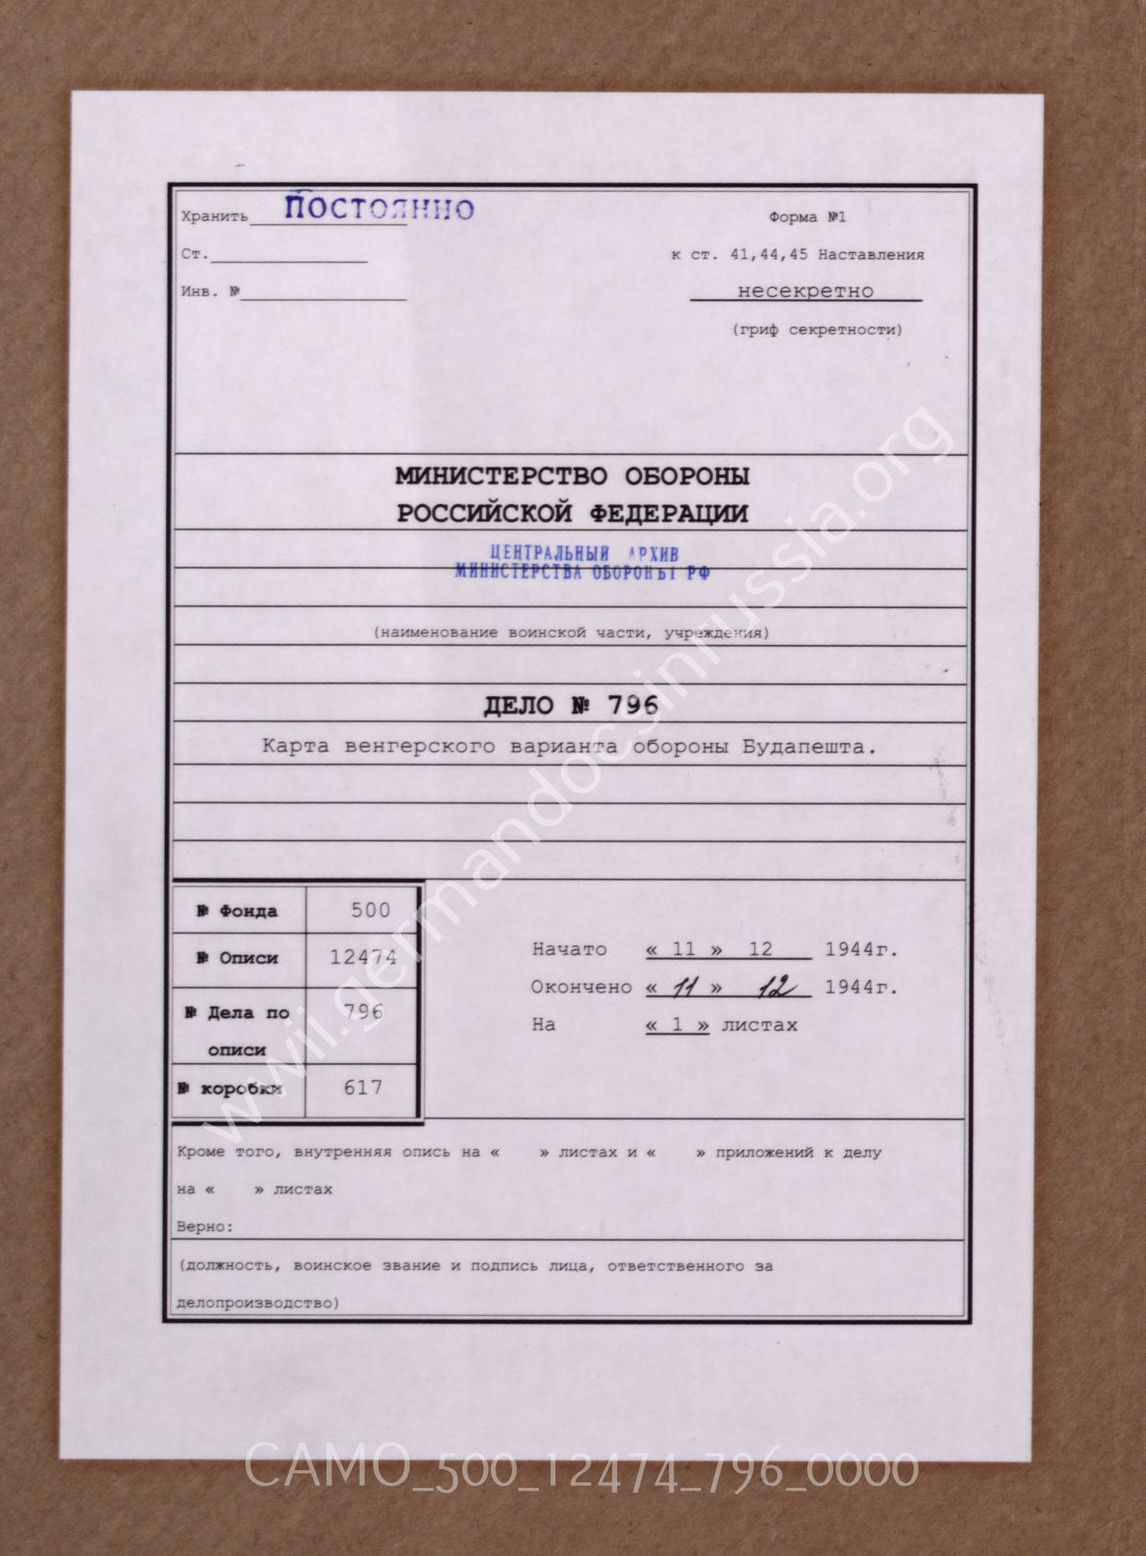 Хранить ПОСТОЯННО
Форма №1
Ст.
к ст. 41,44,45 Наставления
Инв. №
несекретно
(гриф секретности)
МИНИСТЕРСТВО ОБОРОНЫ
РОССИЙСКОЙ ФЕДЕРАЦИИ
ЦЕНТРАЛЬНЫЙ АРХИВ
МИНИСТЕРСТВА ОБОРОНЫ РФ
(наименование воинской части, учреждения)
ДЕЛО № 796
Карта венгерского варианта обороны Будапешта.
№ Фонда 500
№ Описи 12474
№ Дела по описи 796
№ коробки 617
Начато « 11 » 12 1944г.
Окончено « 11 » 12 1944г.
На « 1 » листах
Кроме того, внутренняя опись на « » листах и « » приложений к делу
на « » листах
Верно:
(должность, воинское звание и подпись лица, ответственного за
делопроизводство)
wwii.germandocsinrussia.org
CAMO_500_12474_796_0000